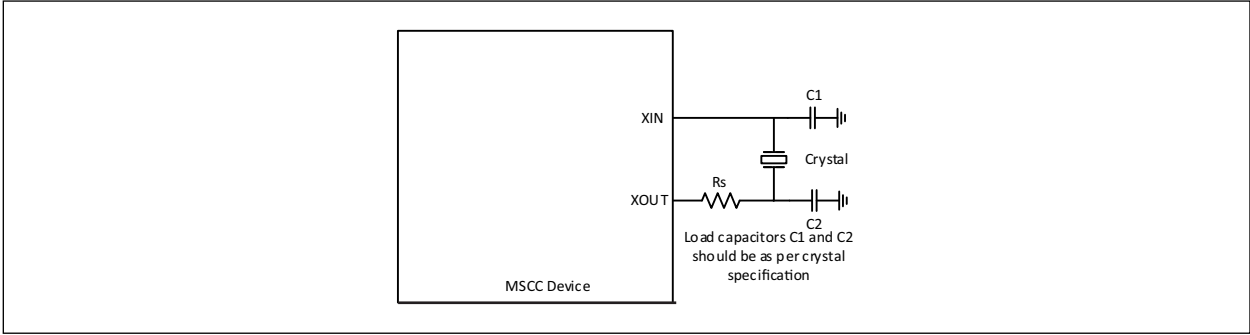 C1
XIN
Crystal
Rs
XOUT
C2
Load capacitors C1 and C2
should be as per crystal
specification
MSCC Device